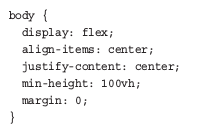 body {
  display: flex;
  align-items: center;
  justify-content: center;
  min-height: 100vh;
  margin: 0;
}